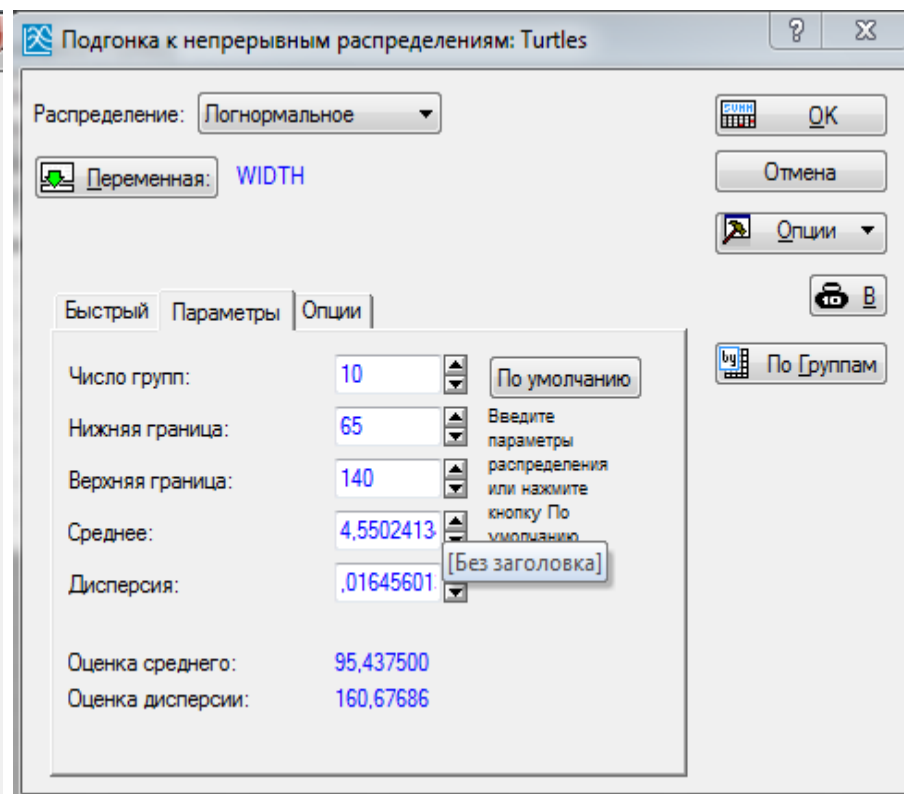 Подгонка к непрерывным распределениям: Turtles
Распределение: Логнормальное
OK
Переменная: WIDTH
Отмена
Опции
В
По Группам
Быстрый Параметры Опции
Число групп: 10 По умолчанию
Нижняя граница: 65
Верхняя граница: 140
Среднее: 4,5502413
Дисперсия: ,01645601
Введите
параметры
распределения
или нажмите
кнопку По
умолчанию
[Без заголовка]
Оценка среднего: 95,437500
Оценка дисперсии: 160,67686